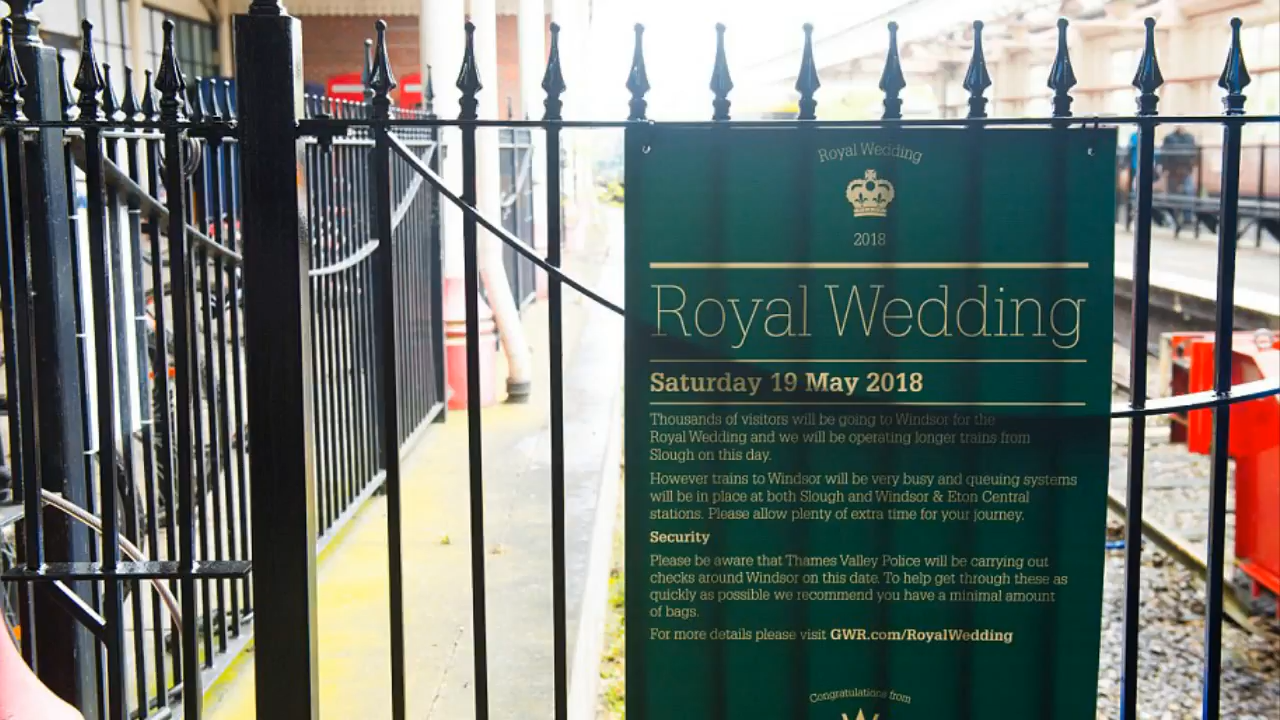 Royal Wedding
2018
Royal Wedding
Saturday 19 May 2018
Thousands of visitors will be going to Windsor for the
Royal Wedding and we will be operating longer trains from
Slough on this day.
However trains to Windsor will be very busy and queuing systems
will be in place at both Slough and Windsor & Eton Central
stations. Please allow plenty of extra time for your journey.
Security
Please be aware that Thames Valley Police will be carrying out
checks around Windsor on this date. To help get through these as
quickly as possible we recommend you have a minimal amount
of bags.
For more details please visit GWR.com/RoyalWedding
Congratulations from